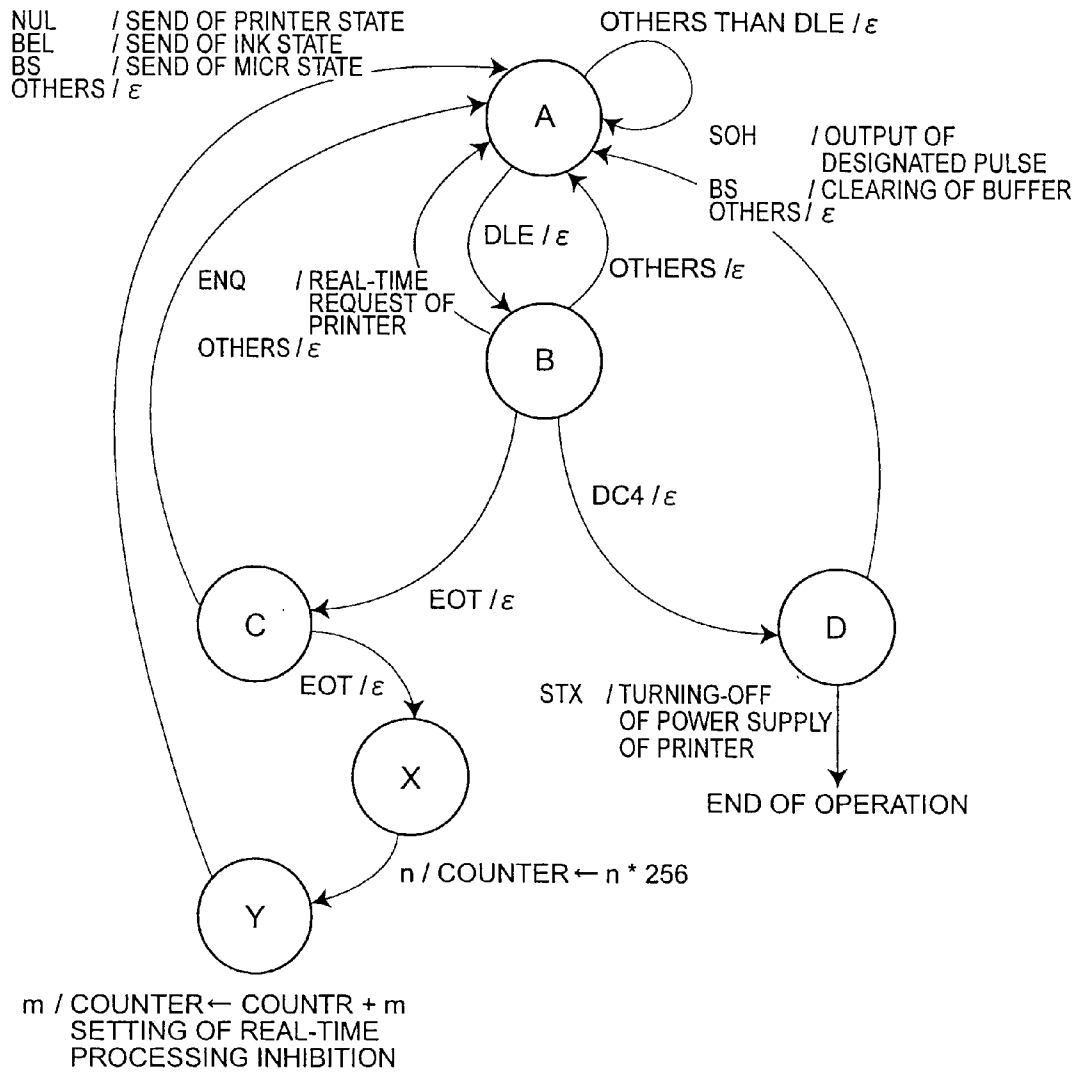 NUL / SEND OF PRINTER STATE
BEL / SEND OF INK STATE
BS / SEND OF MICR STATE
OTHERS / ε
OTHERS THAN DLE / ε
A
SOH / OUTPUT OF
DESIGNATED PULSE
BS / CLEARING OF BUFFER
OTHERS / ε
DLE / ε
OTHERS / ε
ENQ / REAL-TIME
REQUEST OF
PRINTER
OTHERS / ε
B
DC4 / ε
EOT / ε
C
D
EOT / ε
STX / TURNING-OFF
OF POWER SUPPLY
OF PRINTER
X
END OF OPERATION
n / COUNTER ← n * 256
Y
m / COUNTER ← COUNTR + m
SETTING OF REAL-TIME
PROCESSING INHIBITION